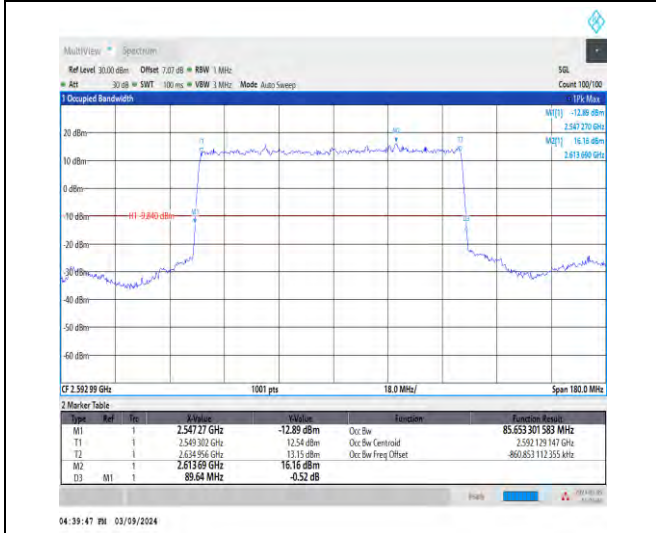 MultiView Spectrum
Ref Level 30.00 dBm Offset 7.07 dB RBW 1 MHz SGL
Att 30 dB SWT 100 ms VBW 3 MHz Mode Auto Sweep Count 100/100
1 Occupied Bandwidth 1Pk Max
M1[1] -12.89 dBm
2.547 270 GHz
20 dBm M2[1] 16.16 dBm
2.613 690 GHz
T1 M2 T2
10 dBm
0 dBm
-10 dBm H1 -9.840 dBm M1
D3
-20 dBm
-30 dBm
-40 dBm
-50 dBm
-60 dBm
CF 2.592 99 GHz 1001 pts 18.0 MHz/ Span 180.0 MHz
2 Marker Table
Type Ref Trc X-Value Y-Value Function Function Result
M1 1 2.547 27 GHz -12.89 dBm Occ Bw 85.653 301 583 MHz
T1 1 2.549 302 GHz 12.54 dBm Occ Bw Centroid 2.592 129 147 GHz
T2 1 2.634 956 GHz 13.15 dBm Occ Bw Freq Offset -860.853 112 355 kHz
M2 1 2.613 69 GHz 16.16 dBm
D3 M1 1 89.64 MHz -0.52 dB
04:39:47 PM 03/09/2024